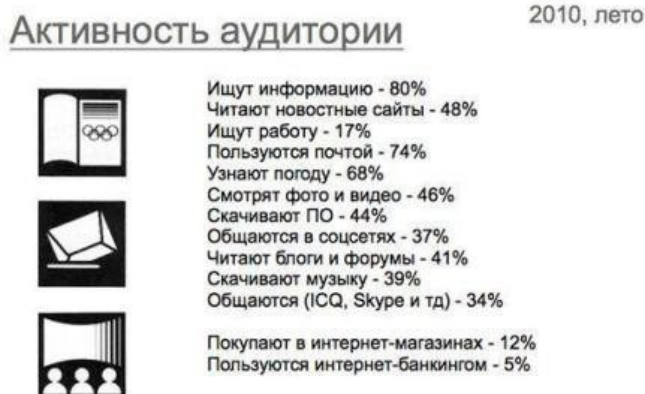 2010, лето
Активность аудитории
Ищут информацию - 80%
Читают новостные сайты - 48%
Ищут работу - 17%
Пользуются почтой - 74%
Узнают погоду - 68%
Смотрят фото и видео - 46%
Скачивают ПО - 44%
Общаются в соцсетях - 37%
Читают блоги и форумы - 41%
Скачивают музыку - 39%
Общаются (ICQ, Skype и тд) - 34%
Покупают в интернет-магазинах - 12%
Пользуются интернет-банкингом - 5%